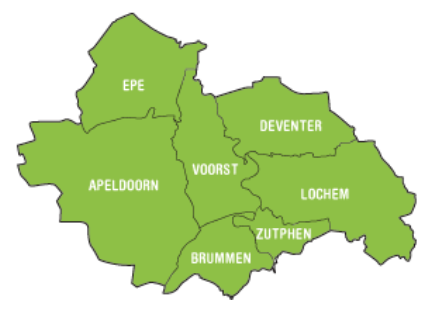 EPE
DEVENTER
VOORST
APELDOORN
LOCHEM
ZUTPHEN
BRUMMEN